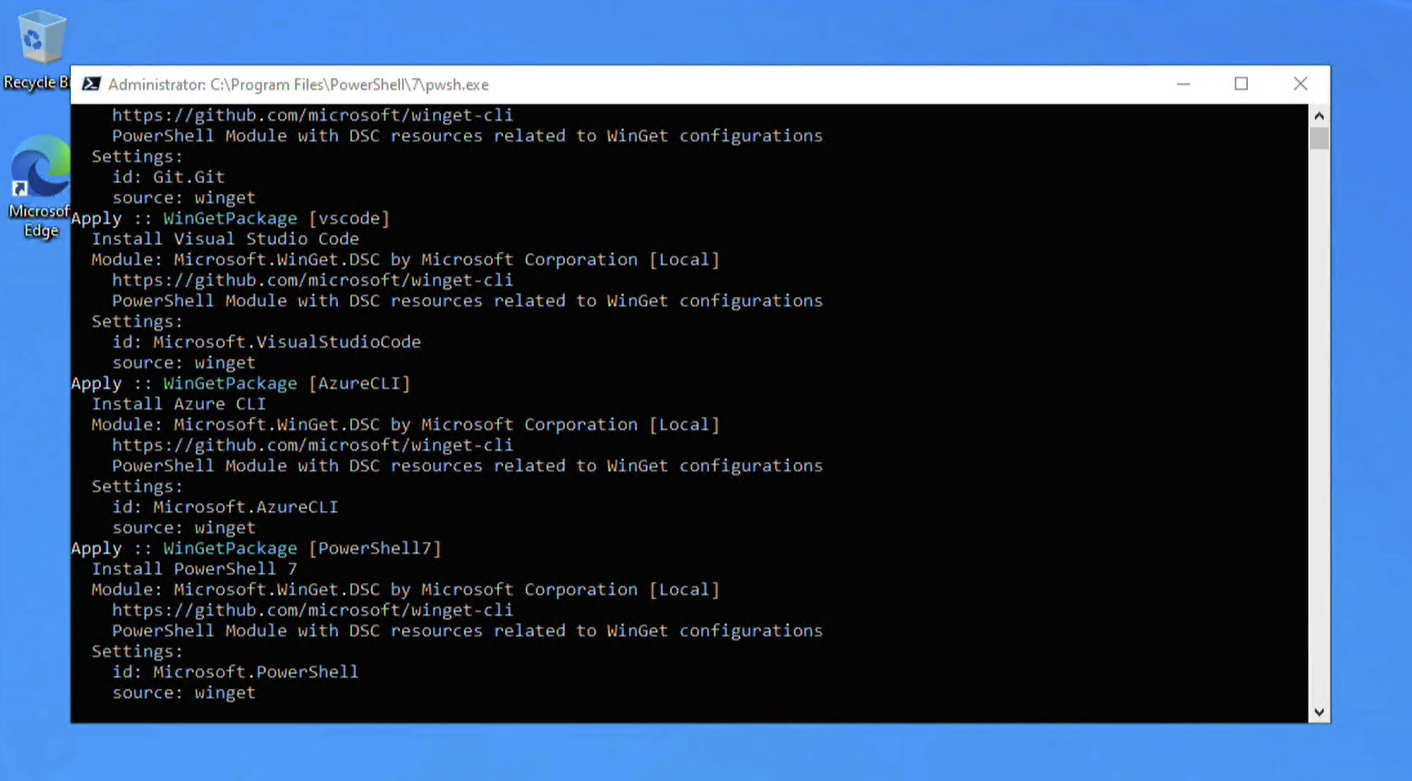 Recycle B
Administrator: C:\Program Files\PowerShell\7\pwsh.exe
https://github.com/microsoft/winget-cli
PowerShell Module with DSC resources related to WinGet configurations
Settings:
id: Git.Git
source: winget
Microsof
Edge
Apply :: WinGetPackage [vscode]
Install Visual Studio Code
Module: Microsoft.WinGet.DSC by Microsoft Corporation [Local]
https://github.com/microsoft/winget-cli
PowerShell Module with DSC resources related to WinGet configurations
Settings:
id: Microsoft.VisualStudioCode
source: winget
Apply :: WinGetPackage [AzureCLI]
Install Azure CLI
Module: Microsoft.WinGet.DSC by Microsoft Corporation [Local]
https://github.com/microsoft/winget-cli
PowerShell Module with DSC resources related to WinGet configurations
Settings:
id: Microsoft.AzureCLI
source: winget
Apply :: WinGetPackage [PowerShell7]
Install PowerShell 7
Module: Microsoft.WinGet.DSC by Microsoft Corporation [Local]
https://github.com/microsoft/winget-cli
PowerShell Module with DSC resources related to WinGet configurations
Settings:
id: Microsoft.PowerShell
source: winget